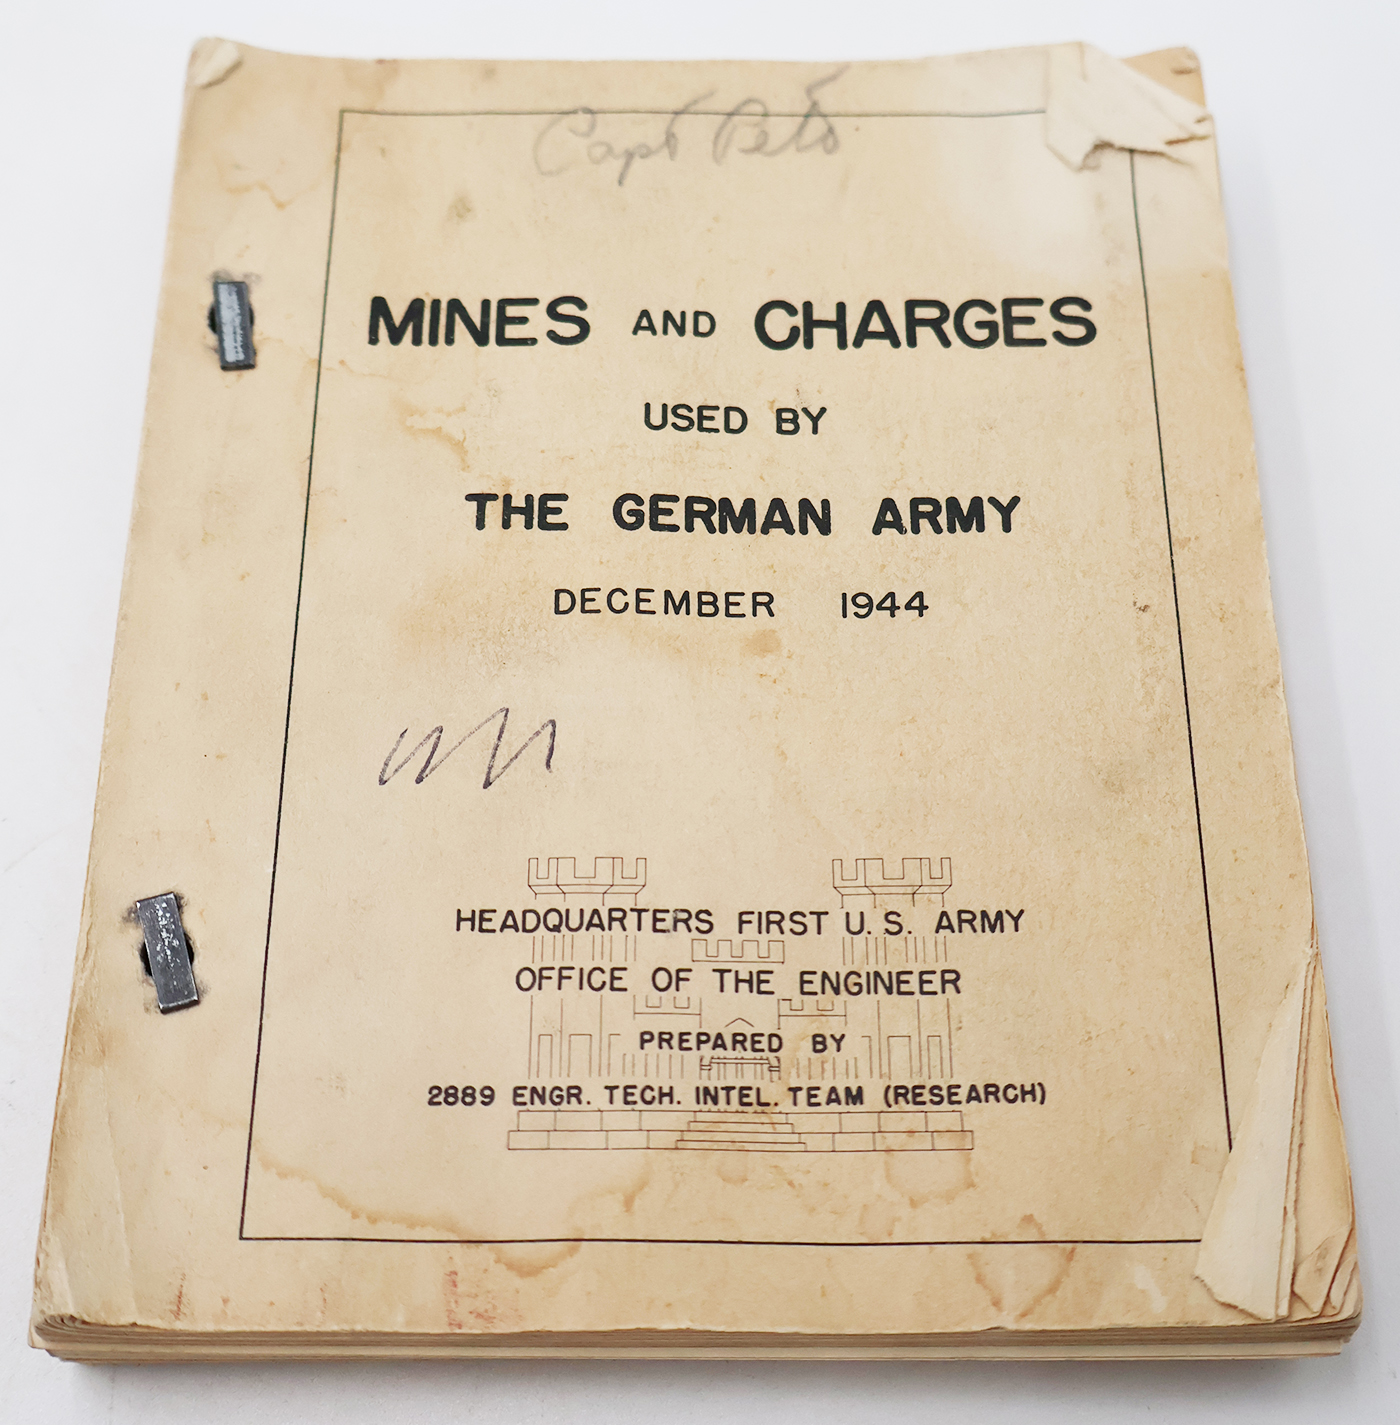 Capt Peto
MINES AND CHARGES
USED BY
THE GERMAN ARMY
DECEMBER 1944
HEADQUARTERS FIRST U. S. ARMY
OFFICE OF THE ENGINEER
PREPARED BY
2889 ENGR. TECH. INTEL. TEAM (RESEARCH)